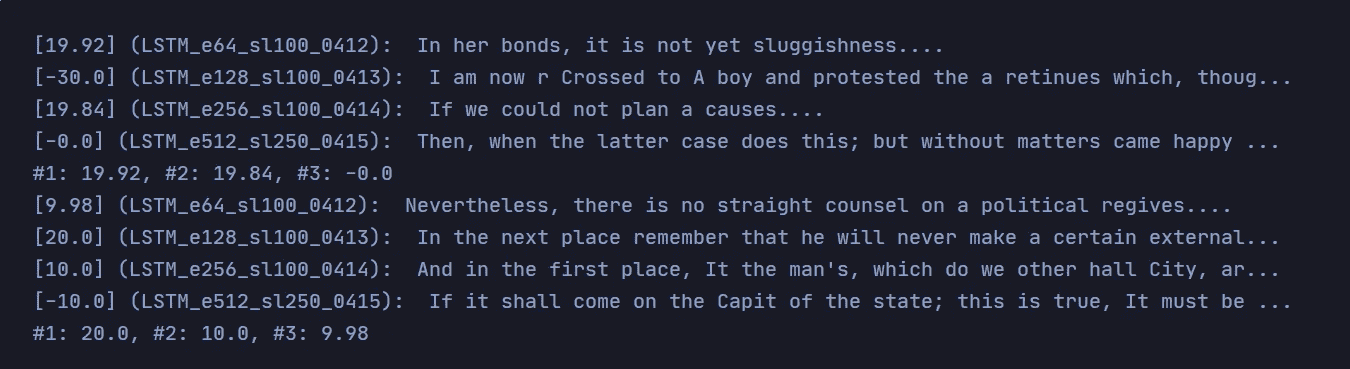 [19.92] (LSTM_e64_sl100_0412):  In her bonds, it is not yet sluggishness....
[-30.0] (LSTM_e128_sl100_0413):  I am now r Crossed to A boy and protested the a retinues which, thoug...
[19.84] (LSTM_e256_sl100_0414):  If we could not plan a causes....
[-0.0] (LSTM_e512_sl250_0415):  Then, when the latter case does this; but without matters came happy ...
#1: 19.92, #2: 19.84, #3: -0.0
[9.98] (LSTM_e64_sl100_0412):  Nevertheless, there is no straight counsel on a political regives....
[20.0] (LSTM_e128_sl100_0413):  In the next place remember that he will never make a certain external...
[10.0] (LSTM_e256_sl100_0414):  And in the first place, It the man's, which do we other hall City, ar...
[-10.0] (LSTM_e512_sl250_0415):  If it shall come on the Capit of the state; this is true, It must be ...
#1: 20.0, #2: 10.0, #3: 9.98